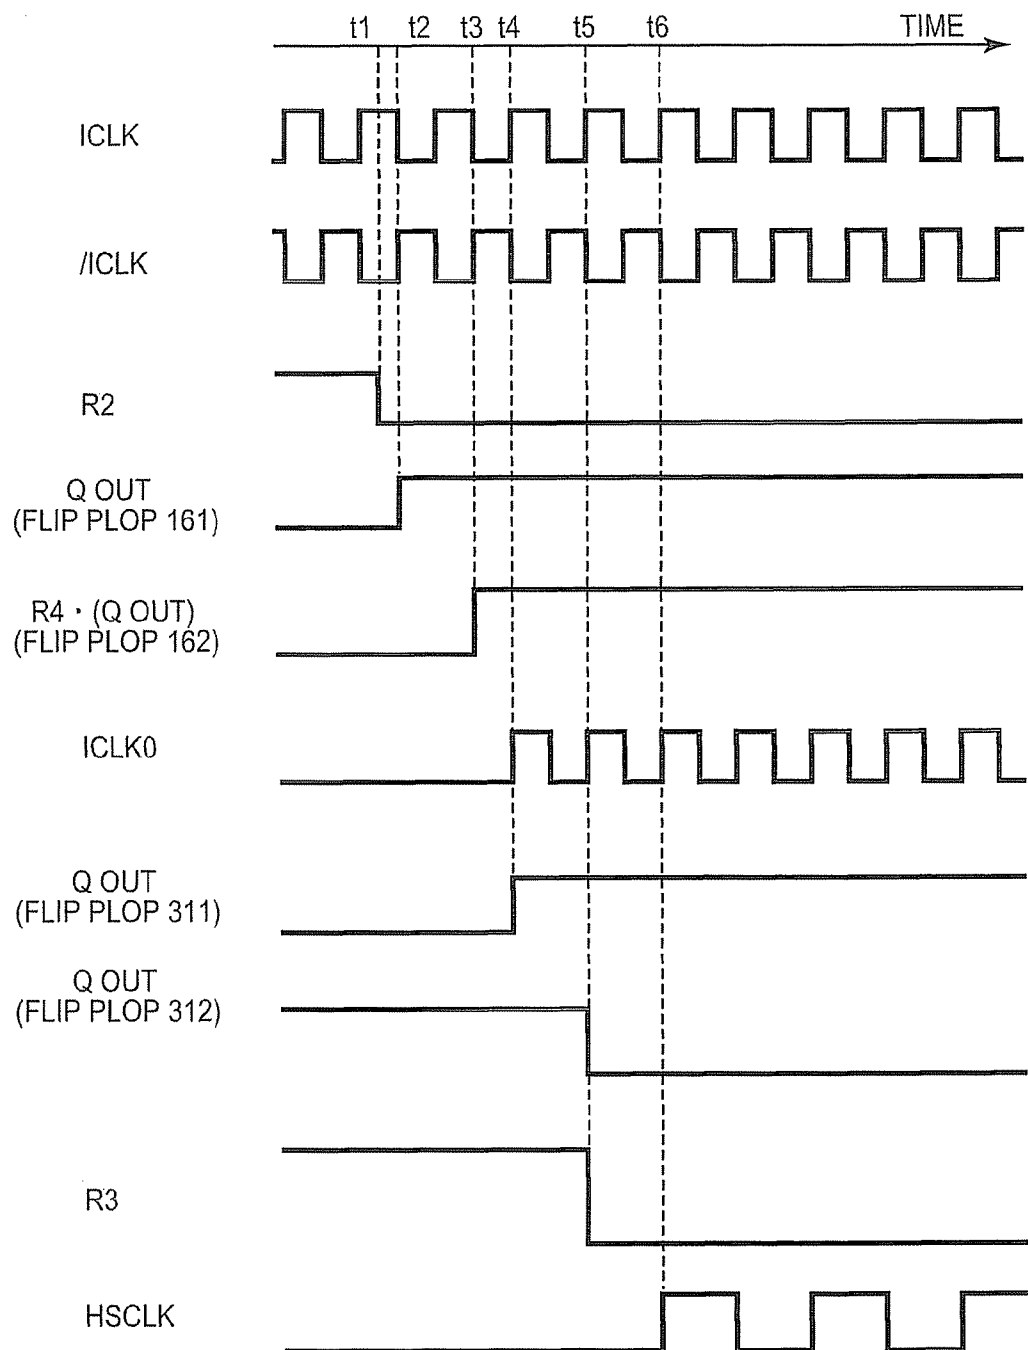 t1 t2 t3 t4 t5 t6 TIME
ICLK
/ICLK
R2
Q OUT
(FLIP PLOP 161)
R4・(Q OUT)
(FLIP PLOP 162)
ICLK0
Q OUT
(FLIP PLOP 311)
Q OUT
(FLIP PLOP 312)
R3
HSCLK